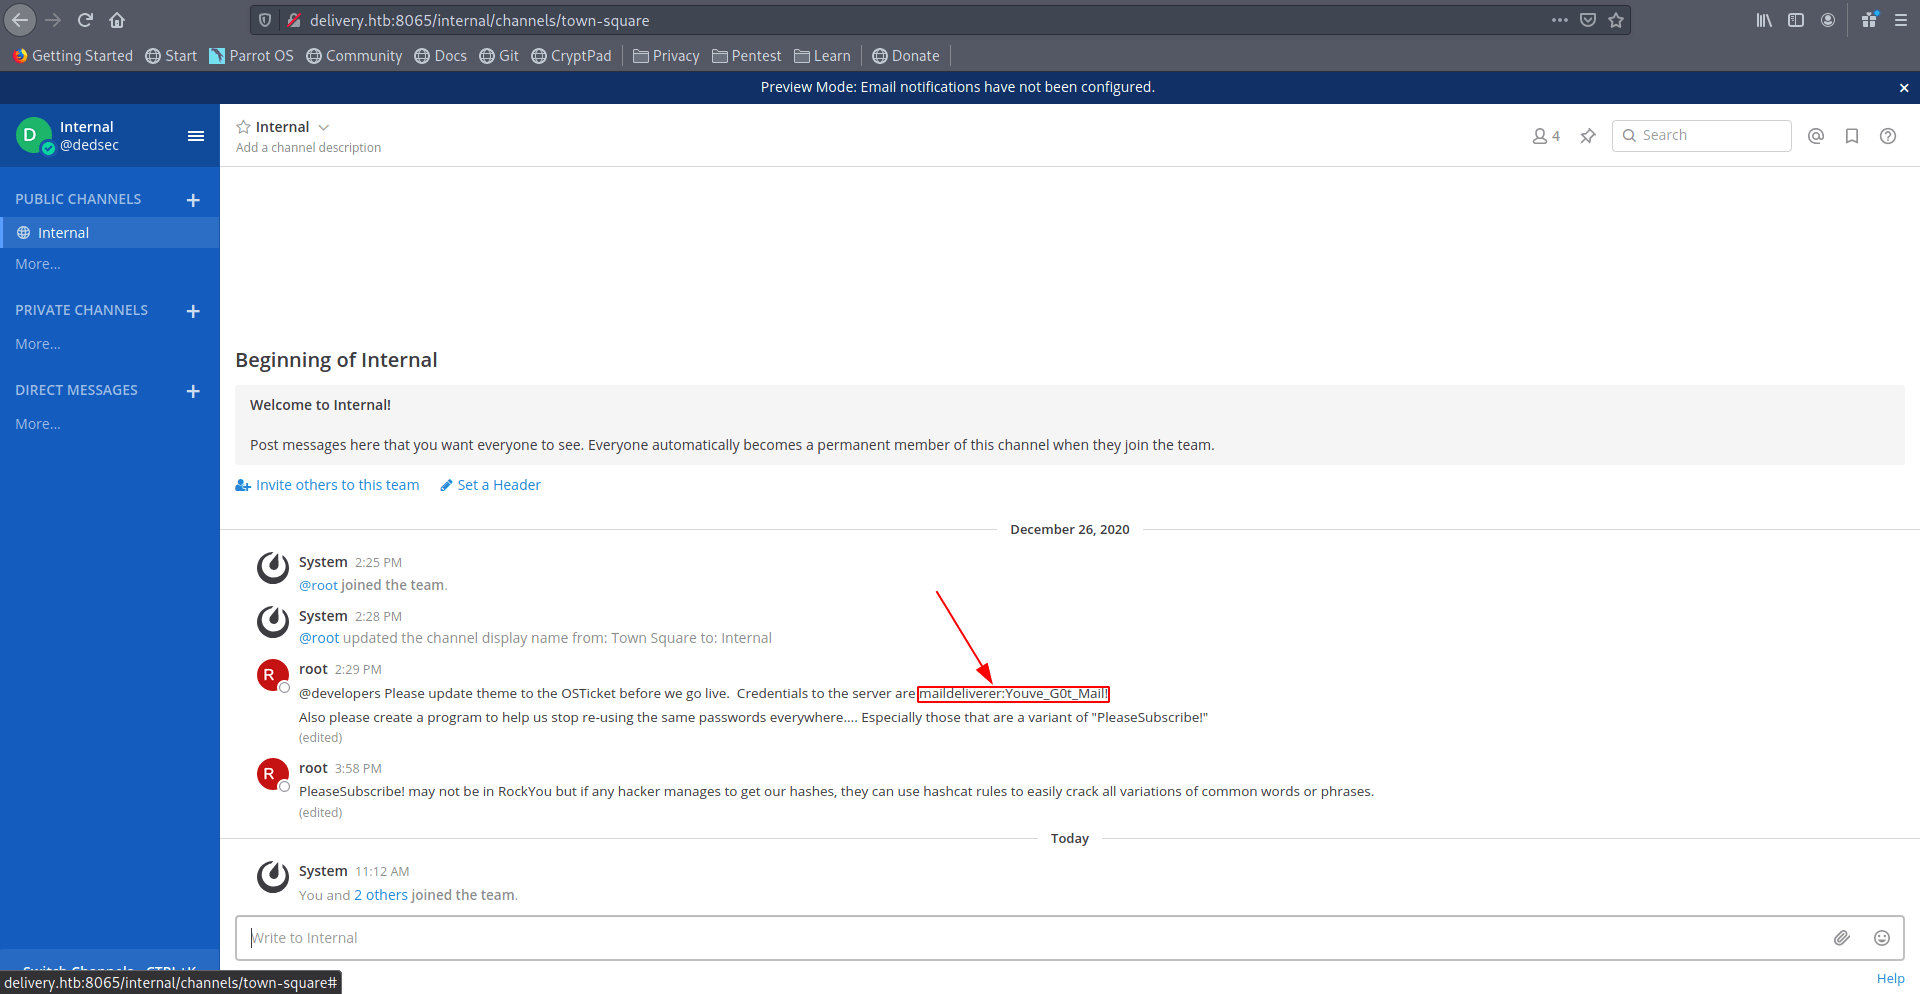 delivery.htb:8065/internal/channels/town-square
Getting Started Start Parrot OS Community Docs Git CryptPad Privacy Pentest Learn Donate
Preview Mode: Email notifications have not been configured.
D
Internal
@dedsec
Internal
Add a channel description
4
Search
PUBLIC CHANNELS
Internal
More...
PRIVATE CHANNELS
More...
DIRECT MESSAGES
More...
Beginning of Internal
Welcome to Internal!
Post messages here that you want everyone to see. Everyone automatically becomes a permanent member of this channel when they join the team.
Invite others to this team Set a Header
December 26, 2020
System 2:25 PM
@root joined the team.
System 2:28 PM
@root updated the channel display name from: Town Square to: Internal
R
root 2:29 PM
@developers Please update theme to the OSTicket before we go live. Credentials to the server are maildeliverer:Youve_G0t_Mail!
Also please create a program to help us stop re-using the same passwords everywhere.... Especially those that are a variant of "PleaseSubscribe!"
(edited)
R
root 3:58 PM
PleaseSubscribe! may not be in RockYou but if any hacker manages to get our hashes, they can use hashcat rules to easily crack all variations of common words or phrases.
(edited)
Today
System 11:12 AM
You and 2 others joined the team.
Write to Internal
Switch Channels - CTRL+K
delivery.htb:8065/internal/channels/town-square#
Help